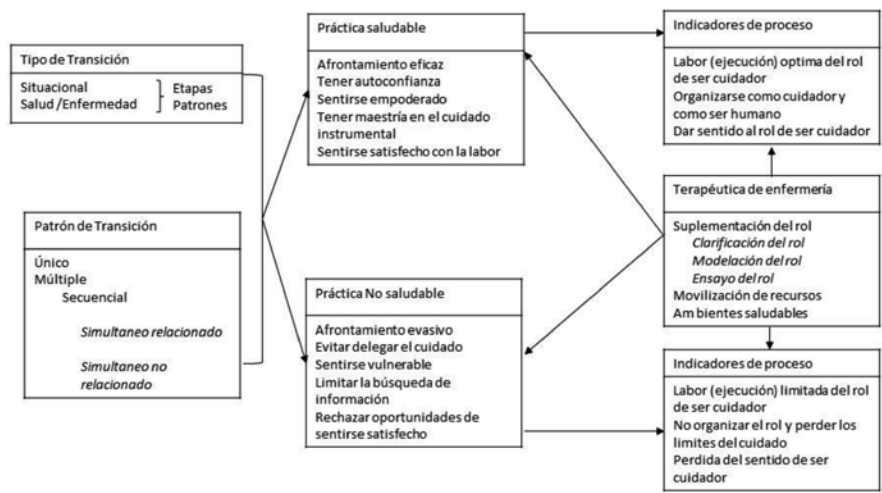 Tipo de Transición
Situacional
Salud /Enfermedad
Etapas
Patrones
Patrón de Transición
Único
Múltiple
Secuencial
Simultaneo relacionado
Simultaneo no
relacionado
Práctica saludable
Afrontamiento eficaz
Tener autoconfianza
Sentirse empoderado
Tener maestría en el cuidado
instrumental
Sentirse satisfecho con la labor
Práctica No saludable
Afrontamiento evasivo
Evitar delegar el cuidado
Sentirse vulnerable
Limitar la búsqueda de
información
Rechazar oportunidades de
sentirse satisfecho
Indicadores de proceso
Labor (ejecución) optima del rol
de ser cuidador
Organizarse como cuidador y
como ser humano
Dar sentido al rol de ser cuidador
Terapéutica de enfermería
Suplementación del rol
Clarificación del rol
Modelación del rol
Ensayo del rol
Movilización de recursos
Ambientes saludables
Indicadores de proceso
Labor (ejecución) limitada del rol
de ser cuidador
No organizar el rol y perder los
limites del cuidado
Perdida del sentido de ser
cuidador